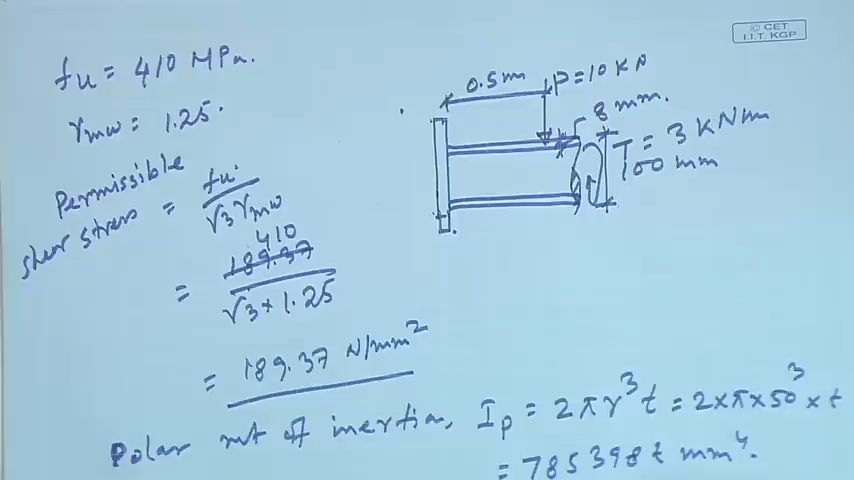 © CET
I.I.T. KGP
fu = 410 MPa.
γmw = 1.25.
Permissible
shear stress = fu / √3 γmw
= 410 189.37 / √3 × 1.25
= 189.37 N/mm²
0.5m
P=10 KN
8 mm.
T = 3 KNm
100 mm
Polar mt of inertia, Ip = 2πr³t = 2×π×50³×t
= 785398t mm⁴.